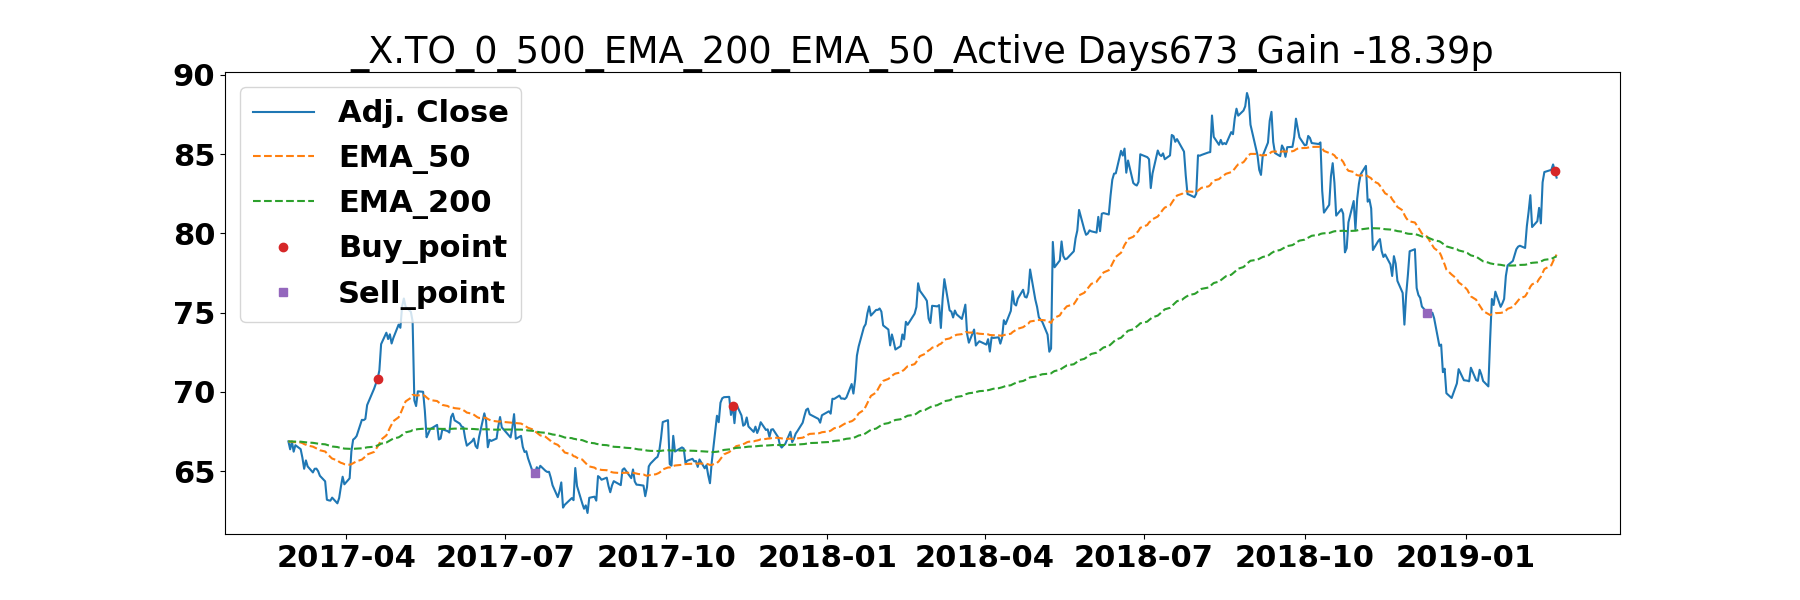 _X.TO_0_500_EMA_200_EMA_50_Active Days673_Gain -18.39p
90
85
80
75
70
65
Adj. Close
EMA_50
EMA_200
Buy_point
Sell_point
2017-04 2017-07 2017-10 2018-01 2018-04 2018-07 2018-10 2019-01